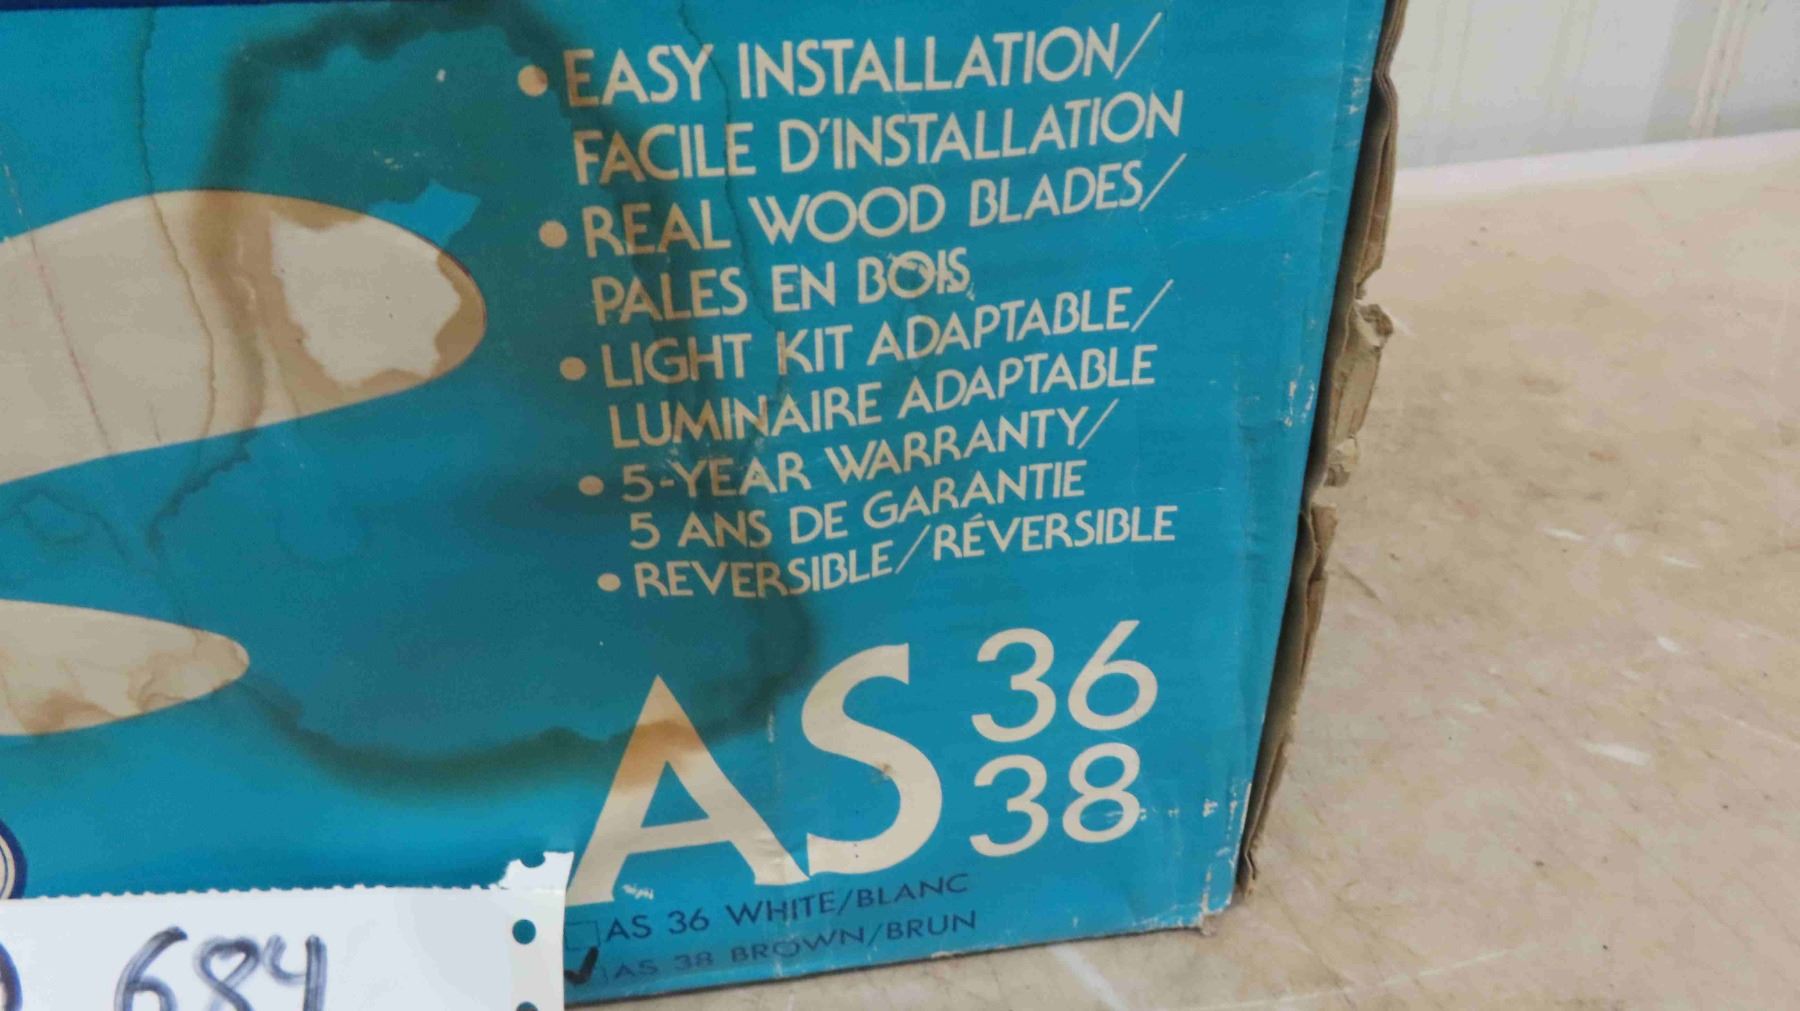 • EASY INSTALLATION/
FACILE D'INSTALLATION
• REAL WOOD BLADES/
PALES EN BOIS
• LIGHT KIT ADAPTABLE/
LUMINAIRE ADAPTABLE
• 5-YEAR WARRANTY/
5 ANS DE GARANTIE
• REVERSIBLE/RÉVERSIBLE
AS 36
38
AS 36 WHITE/BLANC
AS 38 BROWN/BRUN
684